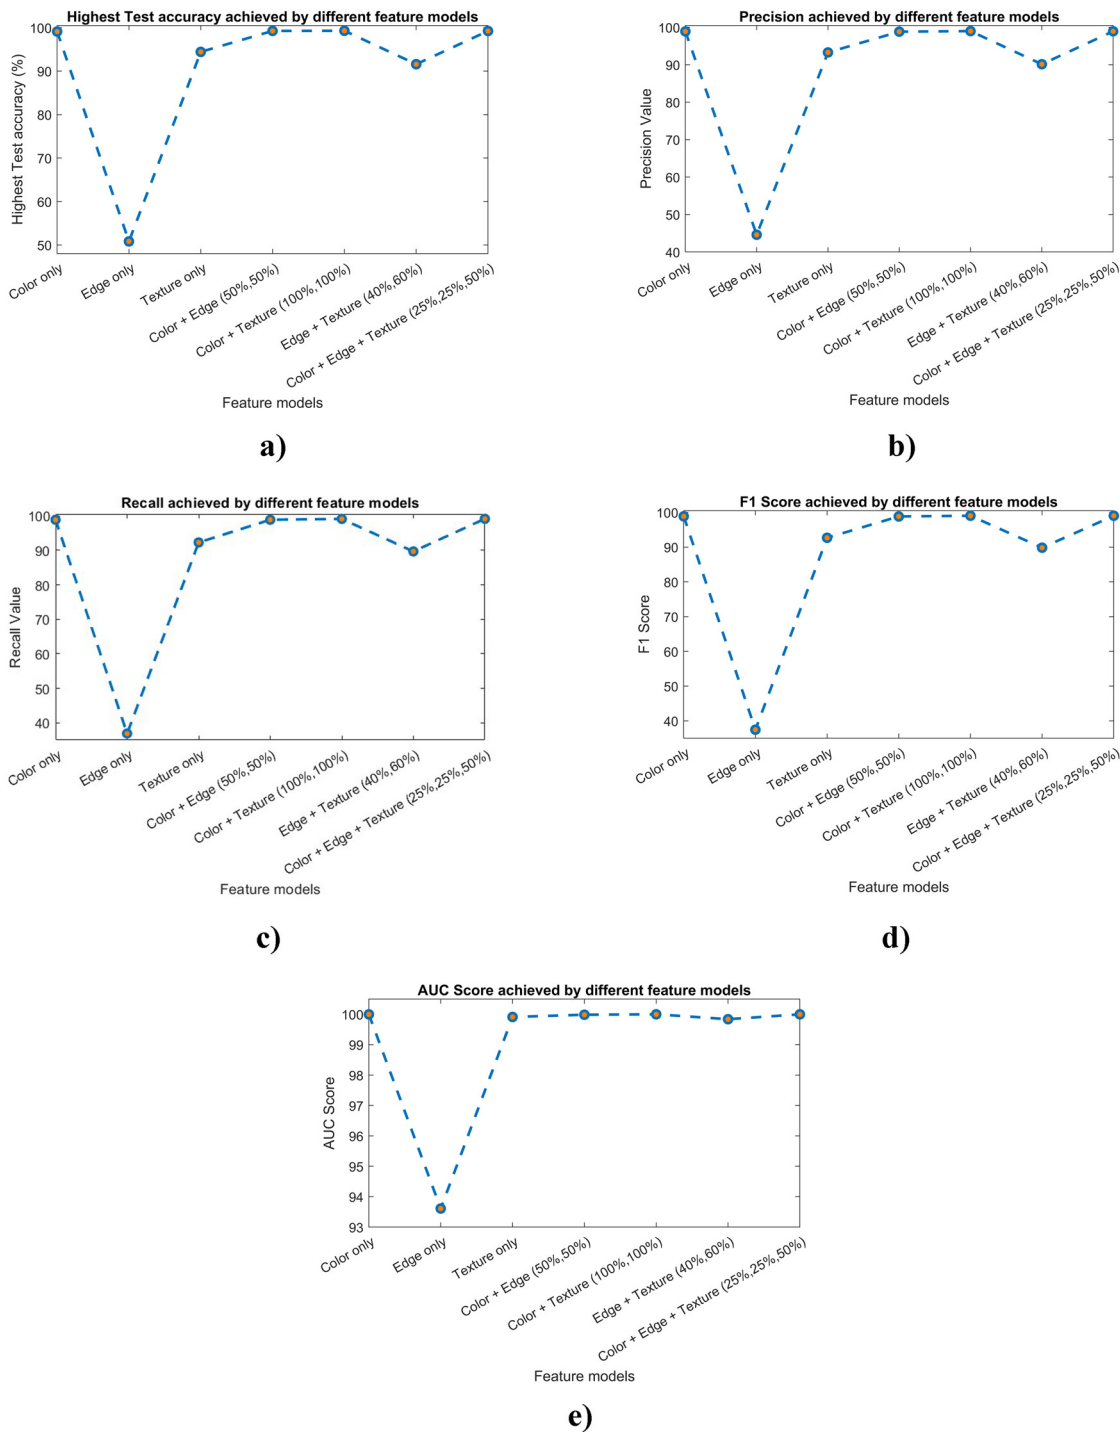 Highest Test accuracy achieved by different feature models
Highest Test accuracy (%)
100
90
80
70
60
50
Color only
Edge only
Texture only
Color + Edge (50%,50%)
Color + Texture (100%,100%)
Edge + Texture (40%,60%)
Color + Edge + Texture (25%,25%,50%)
Feature models
a)
Precision achieved by different feature models
Precision Value
100
90
80
70
60
50
40
Color only
Edge only
Texture only
Color + Edge (50%,50%)
Color + Texture (100%,100%)
Edge + Texture (40%,60%)
Color + Edge + Texture (25%,25%,50%)
Feature models
b)
Recall achieved by different feature models
Recall Value
100
90
80
70
60
50
40
Color only
Edge only
Texture only
Color + Edge (50%,50%)
Color + Texture (100%,100%)
Edge + Texture (40%,60%)
Color + Edge + Texture (25%,25%,50%)
Feature models
c)
F1 Score achieved by different feature models
F1 Score
100
90
80
70
60
50
40
Color only
Edge only
Texture only
Color + Edge (50%,50%)
Color + Texture (100%,100%)
Edge + Texture (40%,60%)
Color + Edge + Texture (25%,25%,50%)
Feature models
d)
AUC Score achieved by different feature models
AUC Score
100
99
98
97
96
95
94
93
Color only
Edge only
Texture only
Color + Edge (50%,50%)
Color + Texture (100%,100%)
Edge + Texture (40%,60%)
Color + Edge + Texture (25%,25%,50%)
Feature models
e)